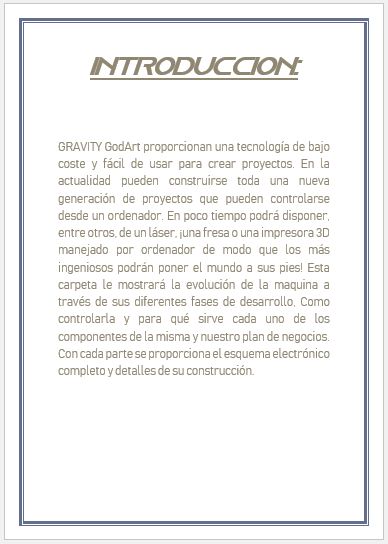 INTRODUCCION:
GRAVITY GodArt proporcionan una tecnología de bajo
coste y fácil de usar para crear proyectos. En la
actualidad pueden construirse toda una nueva
generación de proyectos que pueden controlarse
desde un ordenador. En poco tiempo podrá disponer,
entre otros, de un láser, ¡una fresa o una impresora 3D
manejado por ordenador de modo que los más
ingeniosos podrán poner el mundo a sus pies! Esta
carpeta le mostrará la evolución de la maquina a
través de sus diferentes fases de desarrollo, Como
controlarla y para qué sirve cada uno de los
componentes de la misma y nuestro plan de negocios.
Con cada parte se proporciona el esquema electrónico
completo y detalles de su construcción.